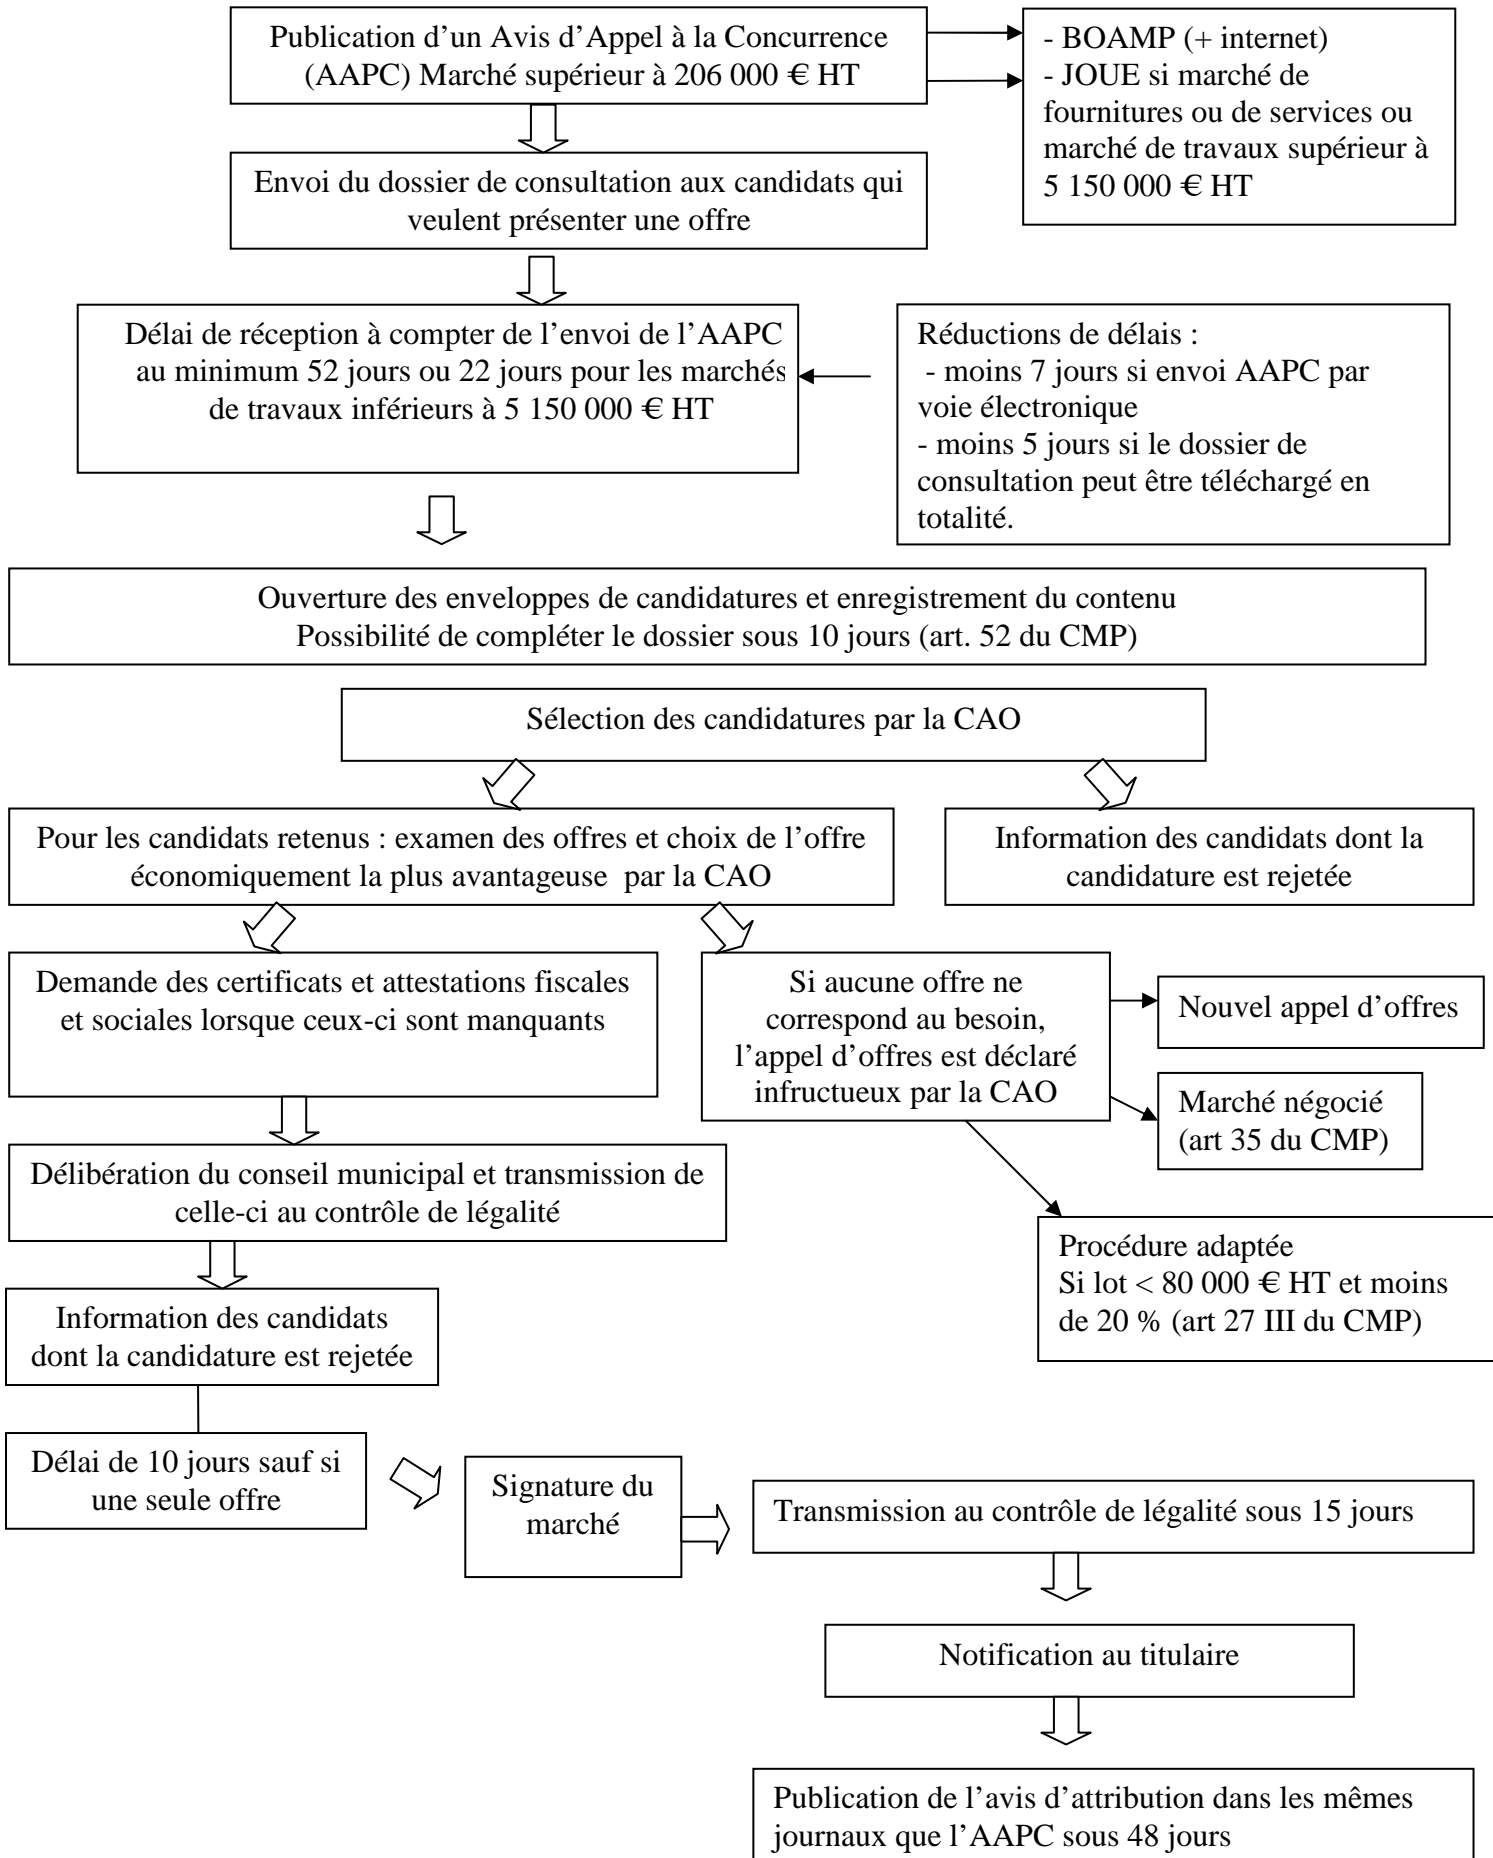 Publication d’un Avis d’Appel à la Concurrence
(AAPC) Marché supérieur à 206 000 € HT
- BOAMP (+ internet)
- JOUE si marché de
fournitures ou de services ou
marché de travaux supérieur à
5 150 000 € HT
Envoi du dossier de consultation aux candidats qui
veulent présenter une offre
Délai de réception à compter de l’envoi de l’AAPC
au minimum 52 jours ou 22 jours pour les marchés
de travaux inférieurs à 5 150 000 € HT
Réductions de délais :
- moins 7 jours si envoi AAPC par
voie électronique
- moins 5 jours si le dossier de
consultation peut être téléchargé en
totalité.
Ouverture des enveloppes de candidatures et enregistrement du contenu
Possibilité de compléter le dossier sous 10 jours (art. 52 du CMP)
Sélection des candidatures par la CAO
Pour les candidats retenus : examen des offres et choix de l’offre
économiquement la plus avantageuse par la CAO
Information des candidats dont la
candidature est rejetée
Demande des certificats et attestations fiscales
et sociales lorsque ceux-ci sont manquants
Si aucune offre ne
correspond au besoin,
l’appel d’offres est déclaré
infructueux par la CAO
Nouvel appel d’offres
Marché négocié
(art 35 du CMP)
Délibération du conseil municipal et transmission de
celle-ci au contrôle de légalité
Procédure adaptée
Si lot < 80 000 € HT et moins
de 20 % (art 27 III du CMP)
Information des candidats
dont la candidature est rejetée
Délai de 10 jours sauf si
une seule offre
Signature du
marché
Transmission au contrôle de légalité sous 15 jours
Notification au titulaire
Publication de l’avis d’attribution dans les mêmes
journaux que l’AAPC sous 48 jours